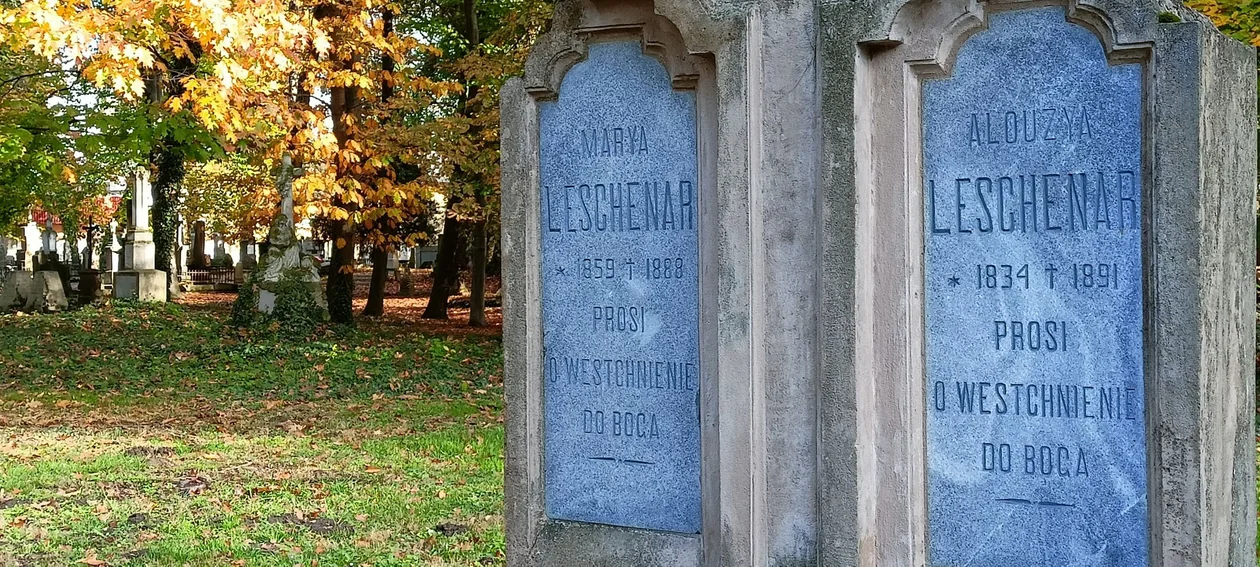 MARYA
LESCHENAR
* 1859 † 1888
PROSI
O WESTCHNIENIE
DO BOGA
ALOUZYA
LESCHENAR
* 1834 † 1891
PROSI
O WESTCHNIENIE
DO BOGA